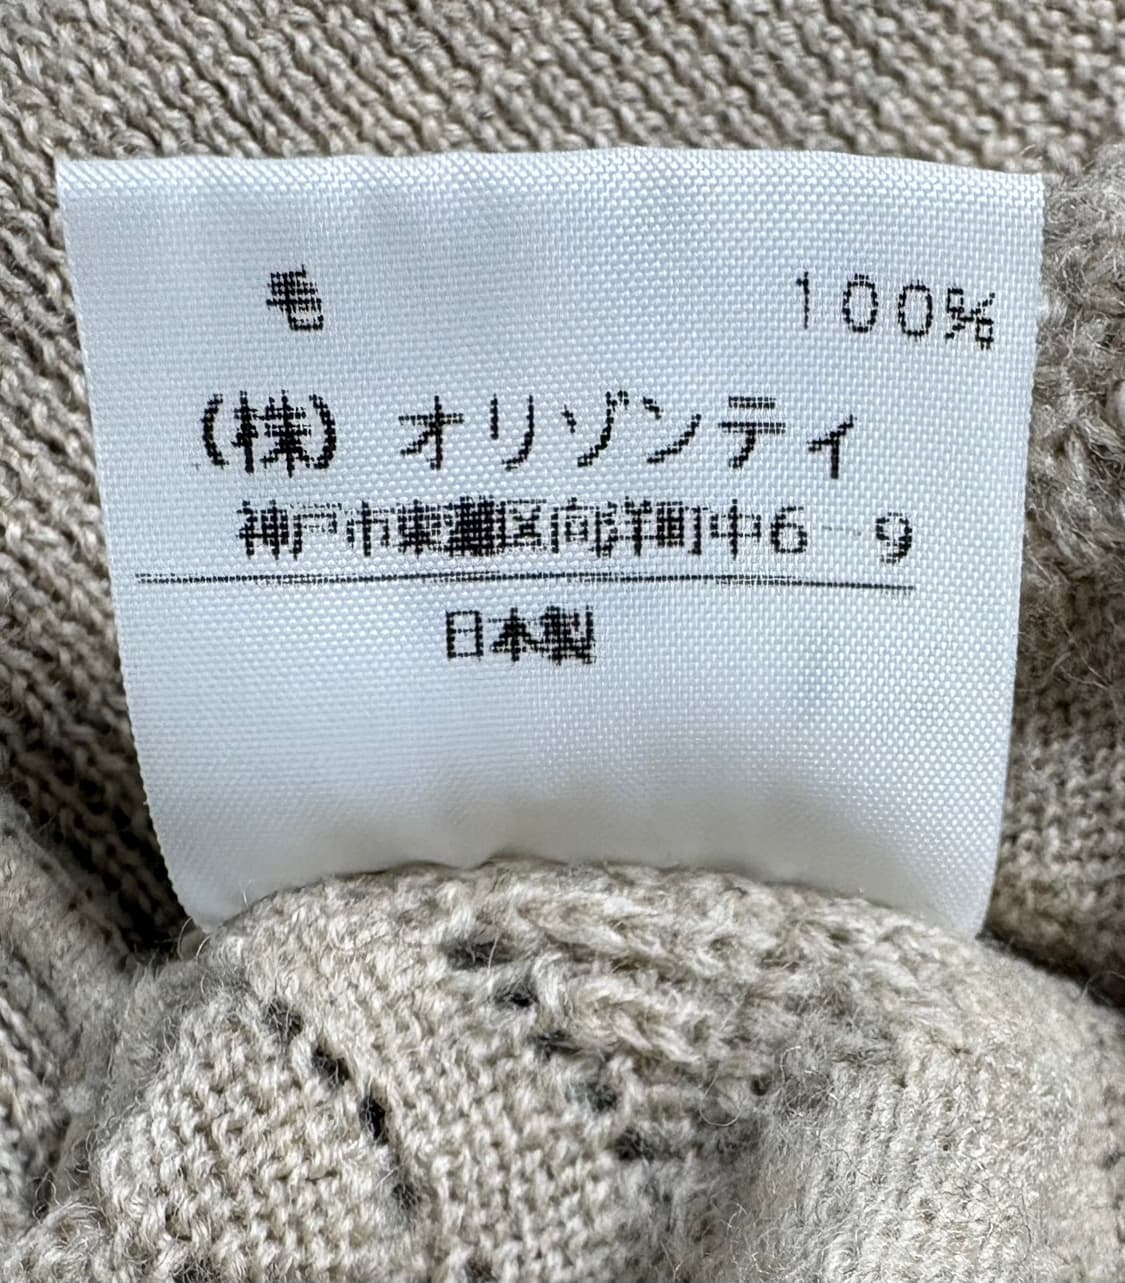 毛 100%
(株) オリゾンティ
神戸市東灘区向洋町中6-9
日本製